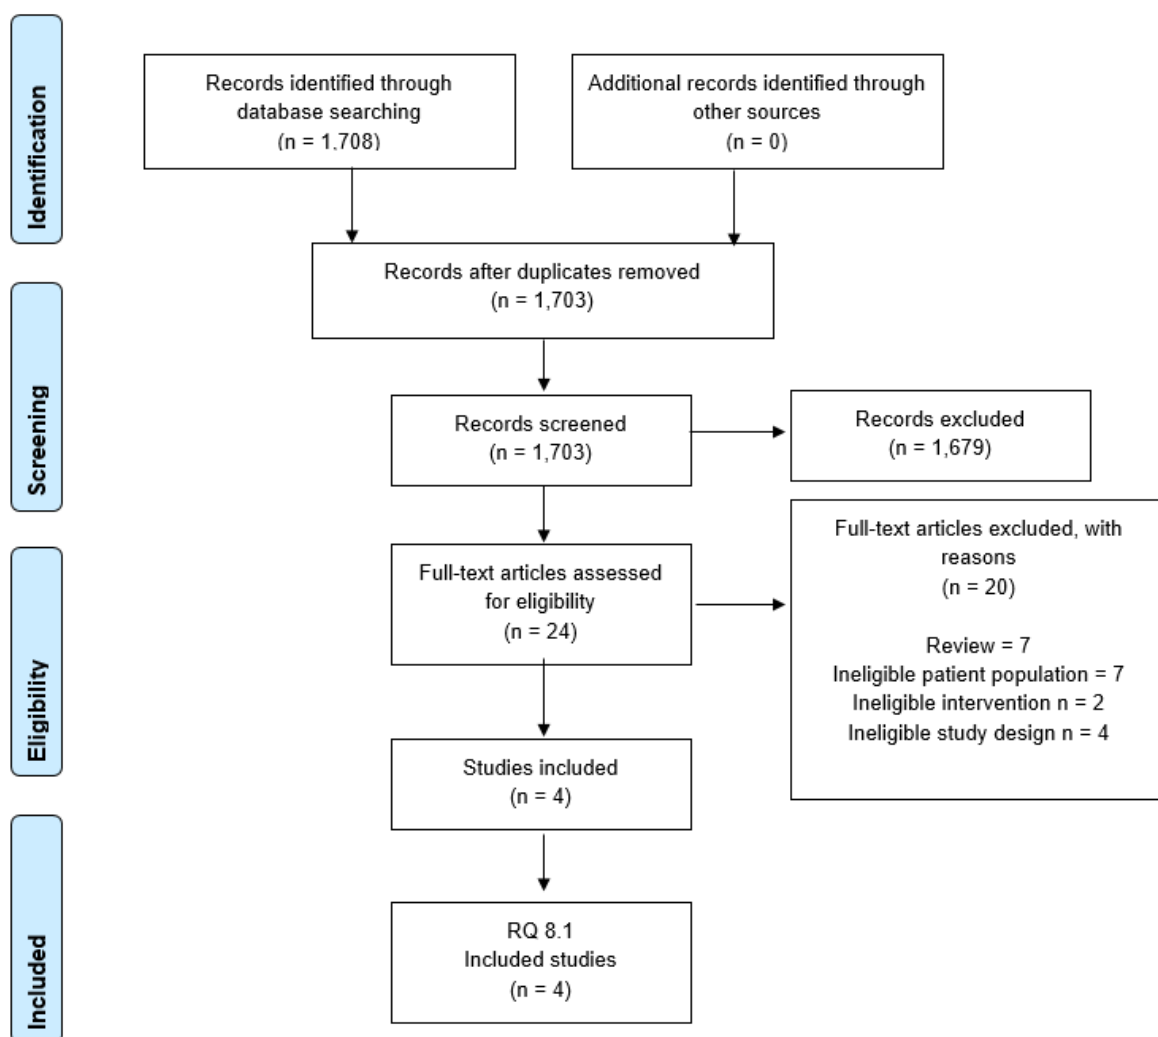 Identification
Records identified through
database searching
(n = 1,708)
Additional records identified through
other sources
(n = 0)
Records after duplicates removed
(n = 1,703)
Screening
Records screened
(n = 1,703)
Records excluded
(n = 1,679)
Eligibility
Full-text articles assessed
for eligibility
(n = 24)
Full-text articles excluded, with
reasons
(n = 20)
Review = 7
Ineligible patient population = 7
Ineligible intervention n = 2
Ineligible study design n = 4
Studies included
(n = 4)
Included
RQ 8.1
Included studies
(n = 4)